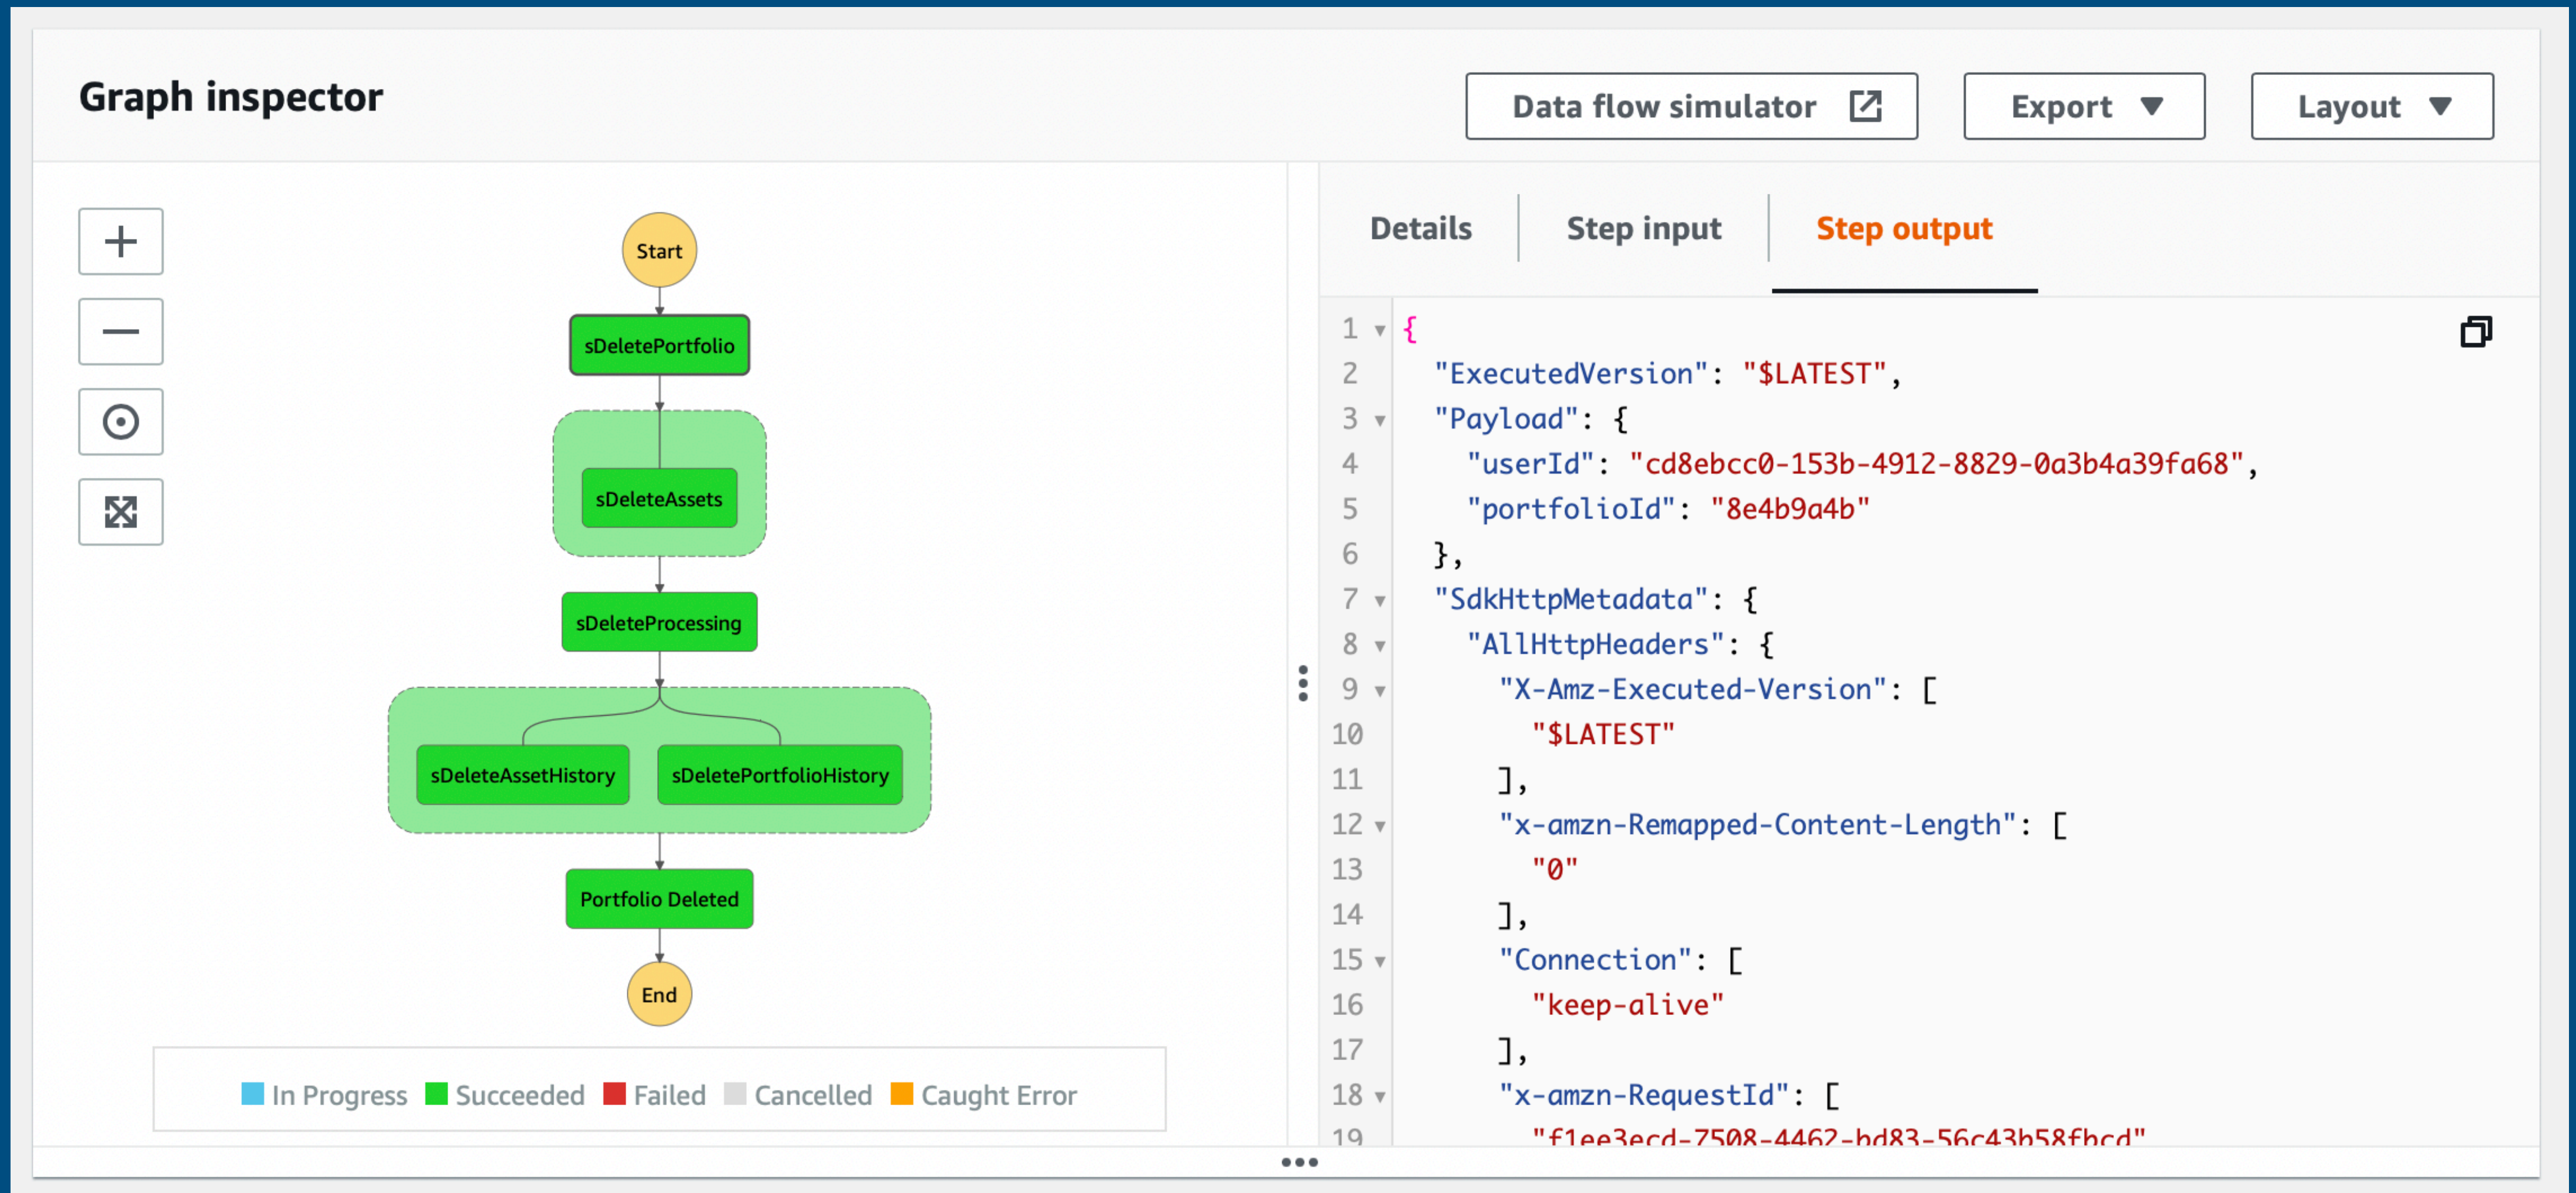 Graph inspector
Data flow simulator
Export
Layout
Start
sDeletePortfolio
sDeleteAssets
sDeleteProcessing
sDeleteAssetHistory
sDeletePortfolioHistory
Portfolio Deleted
End
In Progress Succeeded Failed Cancelled Caught Error
Details
Step input
Step output
1 {
2 "ExecutedVersion": "$LATEST",
3 "Payload": {
4 "userId": "cd8ebcc0-153b-4912-8829-0a3b4a39fa68",
5 "portfolioId": "8e4b9a4b"
6 },
7 "SdkHttpMetadata": {
8 "AllHttpHeaders": {
9 "X-Amz-Executed-Version": [
10 "$LATEST"
11 ],
12 "x-amzn-Remapped-Content-Length": [
13 "0"
14 ],
15 "Connection": [
16 "keep-alive"
17 ],
18 "x-amzn-RequestId": [
19